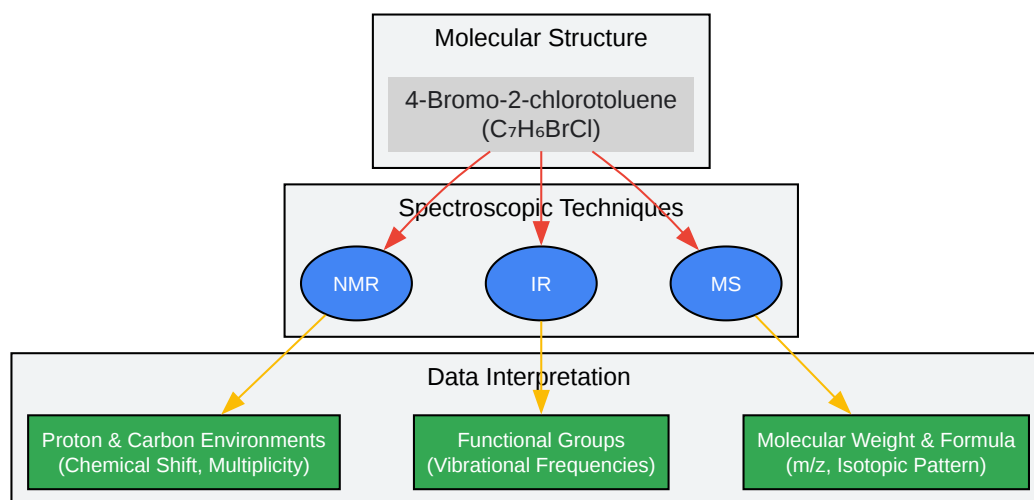 Molecular Structure
4-Bromo-2-chlorotoluene
(C₇H₆BrCl)
Spectroscopic Techniques
NMR
IR
MS
Data Interpretation
Proton & Carbon Environments
(Chemical Shift, Multiplicity)
Functional Groups
(Vibrational Frequencies)
Molecular Weight & Formula
(m/z, Isotopic Pattern)